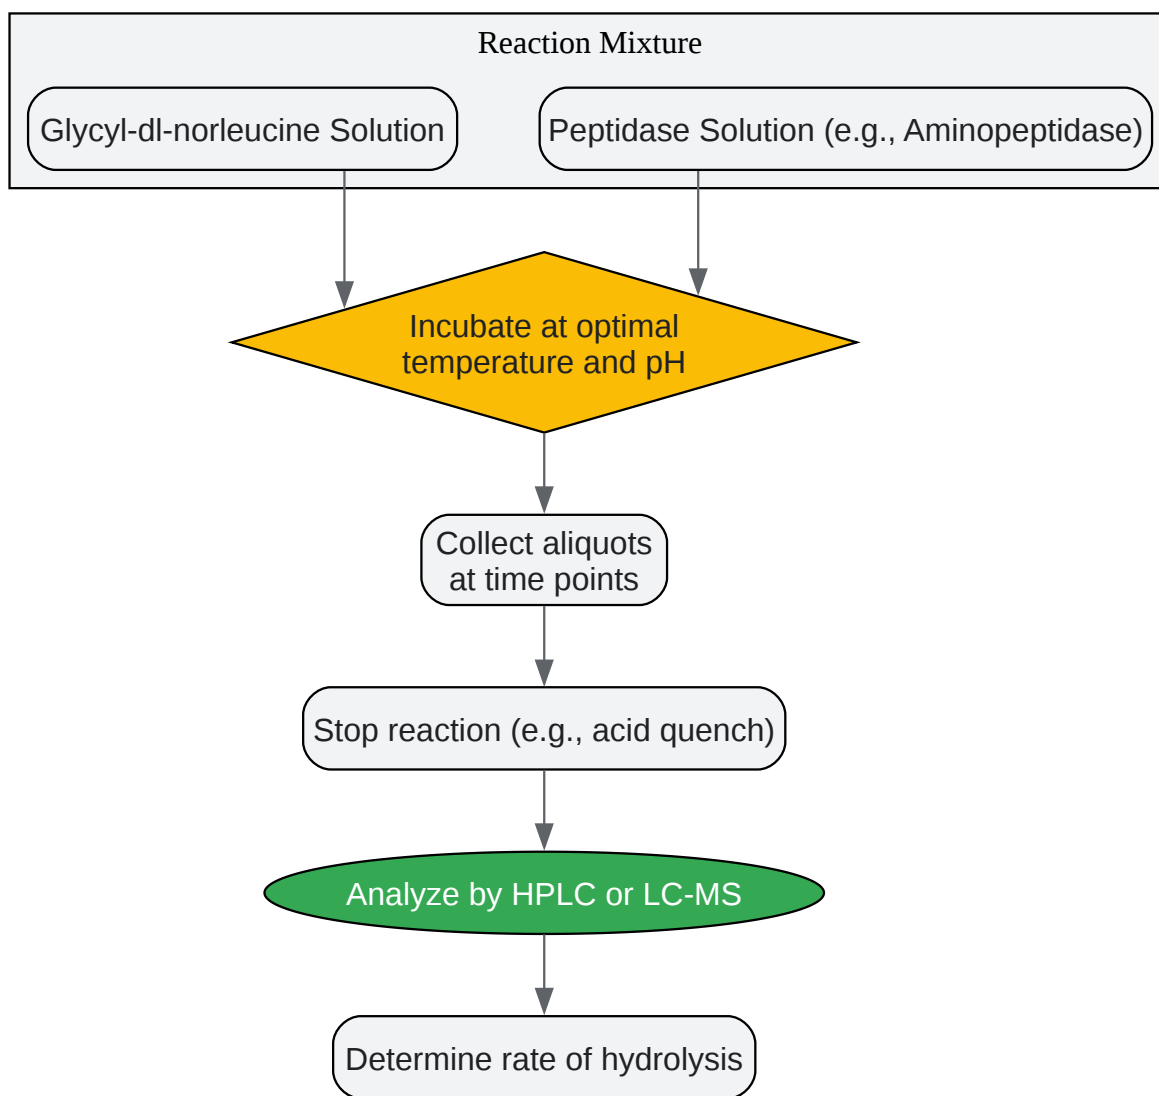 Reaction Mixture
Glycyl-dl-norleucine Solution
Peptidase Solution (e.g., Aminopeptidase)
Incubate at optimal
temperature and pH
Collect aliquots
at time points
Stop reaction (e.g., acid quench)
Analyze by HPLC or LC-MS
Determine rate of hydrolysis